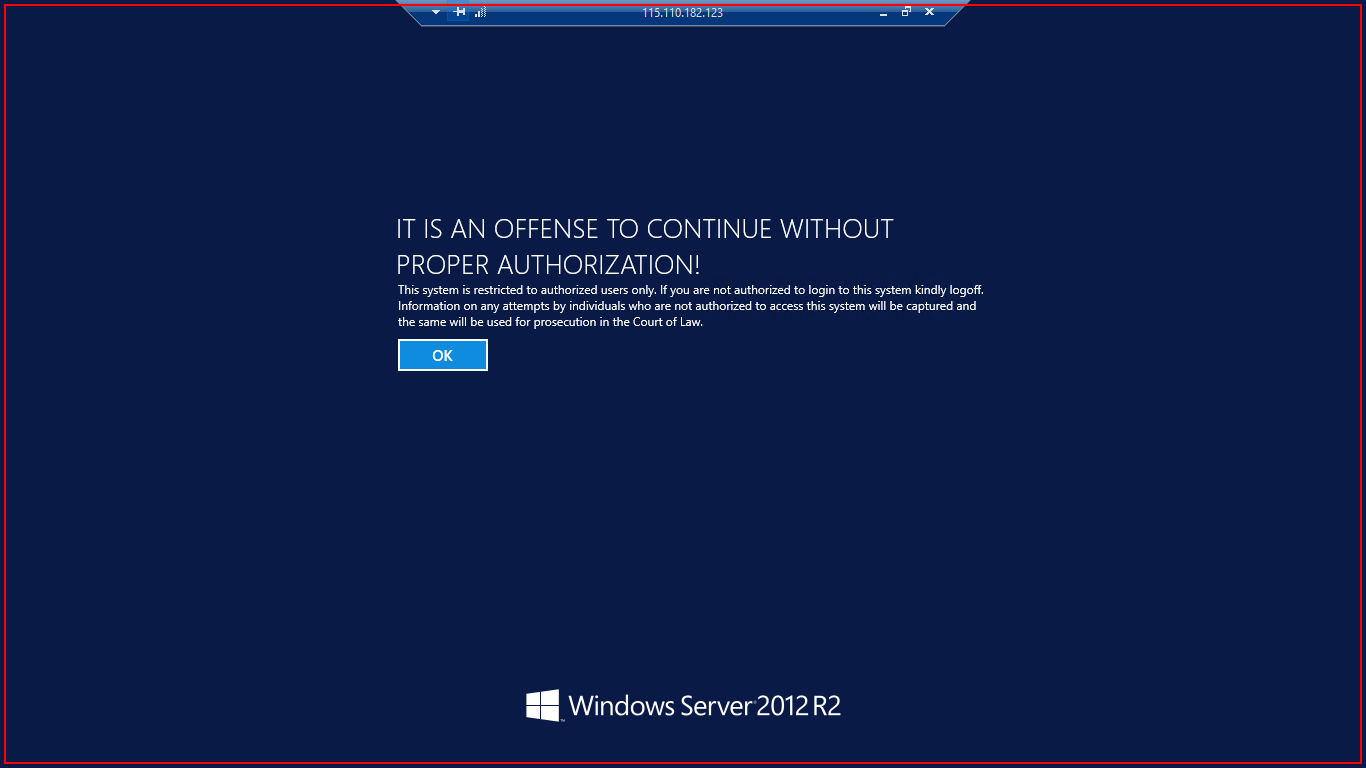 115.110.182.123
IT IS AN OFFENSE TO CONTINUE WITHOUT
PROPER AUTHORIZATION!
This system is restricted to authorized users only. If you are not authorized to login to this system kindly logoff.
Information on any attempts by individuals who are not authorized to access this system will be captured and
the same will be used for prosecution in the Court of Law.
OK
Windows Server 2012 R2